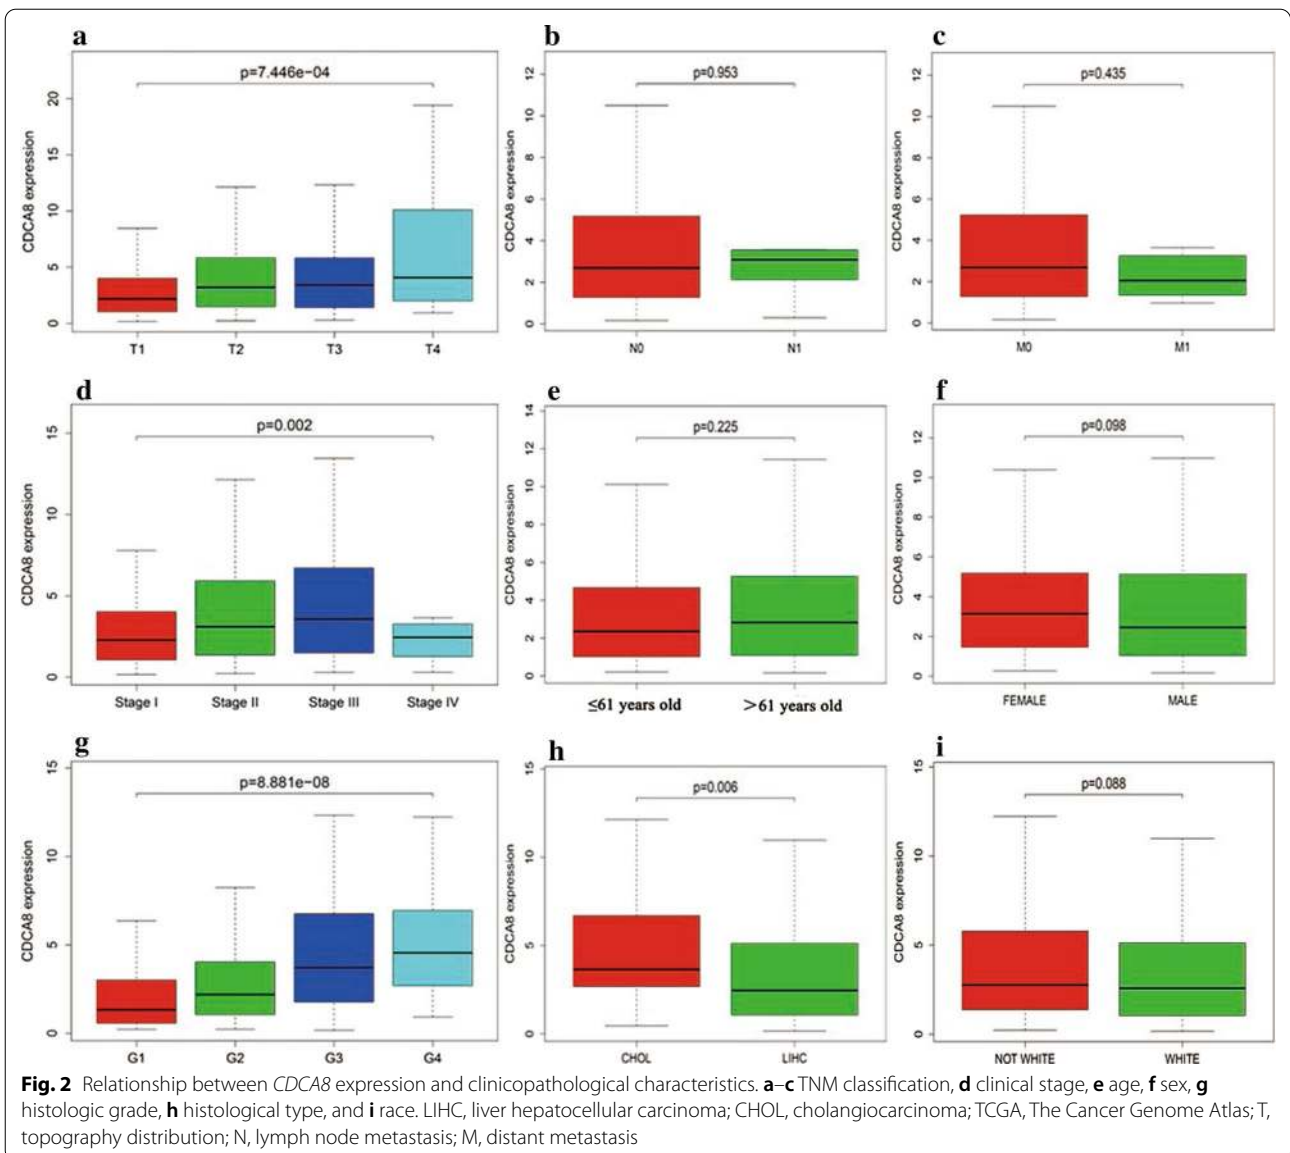 a
p=7.446e−04
CDCA8 expression
20
15
10
5
0
T1 T2 T3 T4
b
p=0.953
CDCA8 expression
12
10
8
6
4
2
0
N0 N1
c
p=0.435
CDCA8 expression
12
10
8
6
4
2
0
M0 M1
d
p=0.002
CDCA8 expression
15
10
5
0
Stage I Stage II Stage III Stage IV
e
p=0.225
CDCA8 expression
14
12
10
8
6
4
2
0
≤61 years old >61 years old
f
p=0.098
CDCA8 expression
12
10
8
6
4
2
0
FEMALE MALE
g
p=8.881e−08
CDCA8 expression
15
10
5
0
G1 G2 G3 G4
h
p=0.006
CDCA8 expression
15
10
5
0
CHOL LIHC
i
p=0.088
CDCA8 expression
15
10
5
0
NOT WHITE WHITE
Fig. 2 Relationship between CDCA8 expression and clinicopathological characteristics. a–c TNM classification, d clinical stage, e age, f sex, g
histologic grade, h histological type, and i race. LIHC, liver hepatocellular carcinoma; CHOL, cholangiocarcinoma; TCGA, The Cancer Genome Atlas; T,
topography distribution; N, lymph node metastasis; M, distant metastasis